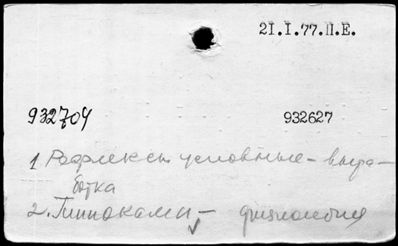 21.I.77.П.Е.
932704 932627
1 Рефлексы условные - выра-
ботка
2. Гиппокамп - физиология